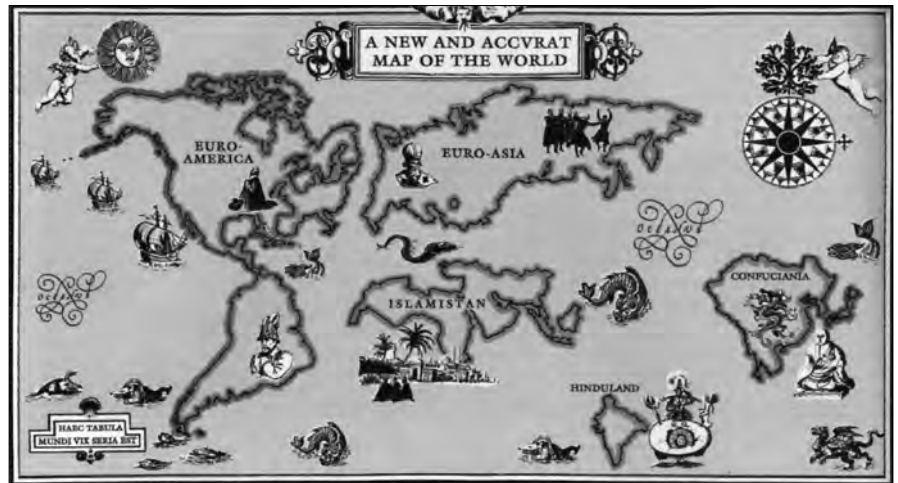 A NEW AND ACCVRAT
MAP OF THE WORLD
EURO-
AMERICA
EURO-ASIA
OCEANVS
OCEANVS
CONFUCIANIA
ISLAMISTAN
HINDULAND
HAEC TABULA
MUNDI VIX SERIA EST